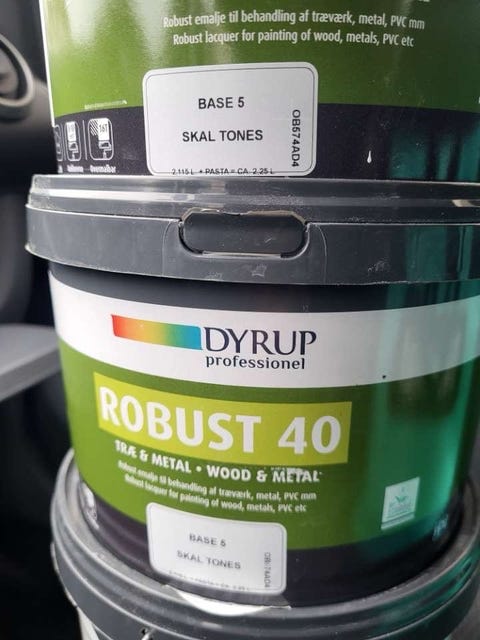 Robust emalje til behandling af træværk, metal, PVC mm
Robust lacquer for painting of wood, metals, PVC etc
BASE 5
SKAL TONES
OB574AD4
2,115 L + PASTA = CA. 2,25 L
16T
Overmalbar
DYRUP
professionel
ROBUST 40
TRÆ & METAL • WOOD & METAL
Robust emalje til behandling af træværk, metal, PVC mm
Robust lacquer for painting of wood, metals, PVC etc
BASE 5
SKAL TONES